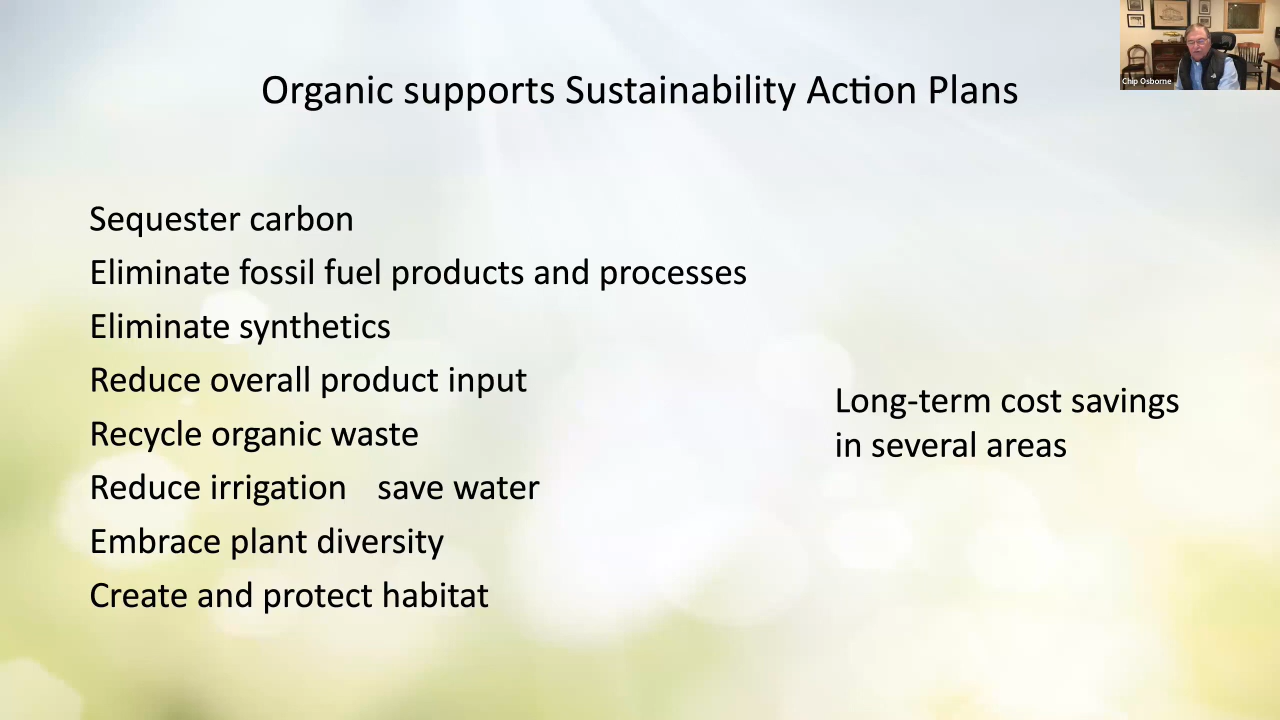 Organic supports Sustainability Action Plans
Chip Osborne
Sequester carbon
Eliminate fossil fuel products and processes
Eliminate synthetics
Reduce overall product input
Recycle organic waste
Reduce irrigation save water
Embrace plant diversity
Create and protect habitat
Long-term cost savings
in several areas